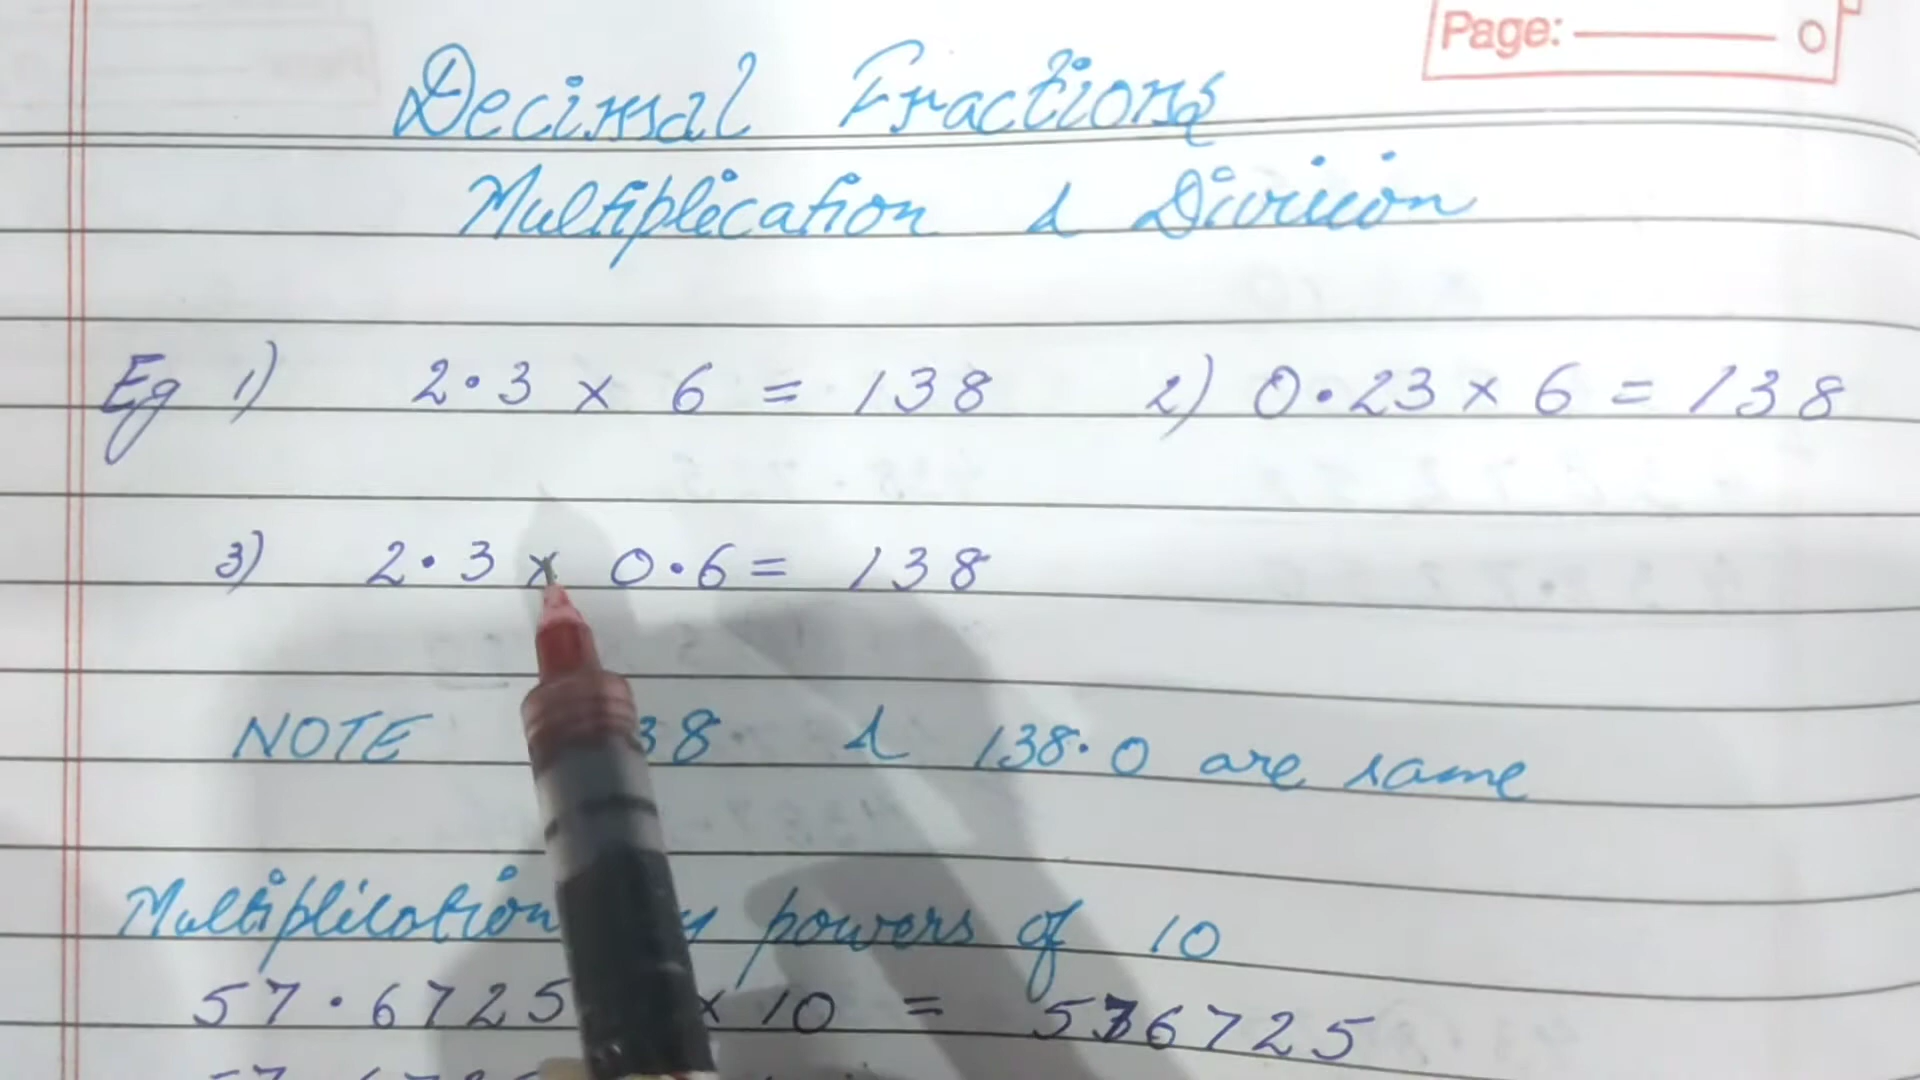 Page:
Decimal Fractions
Multiplication & Division
Eg 1) 2.3 × 6 = 138 2) 0.23 × 6 = 138
3) 2.3 × 0.6 = 138
NOTE 38. & 138.0 are same
Multiplication powers of 10
57.6725 × 10 = 576725